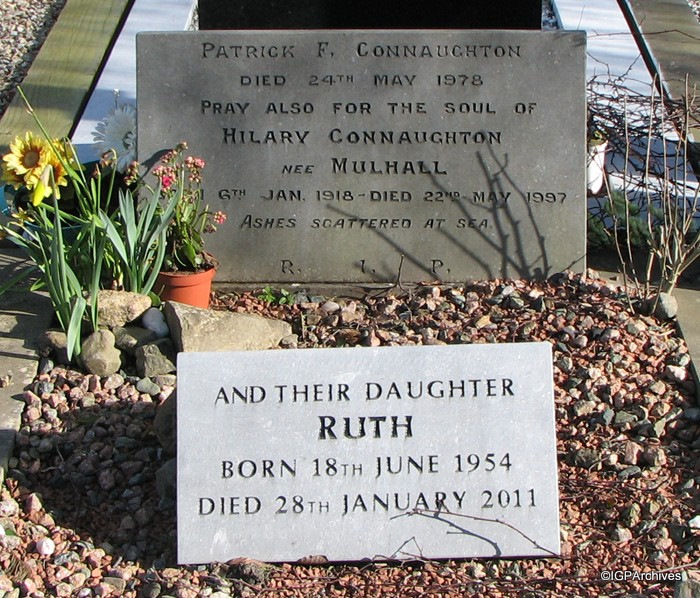 PATRICK F. CONNAUGHTON
DIED 24TH MAY 1978
PRAY ALSO FOR THE SOUL OF
HILARY CONNAUGHTON
NEE MULHALL
6TH JAN. 1918 - DIED 22ND MAY 1997
ASHES SCATTERED AT SEA.
R. I. P.
AND THEIR DAUGHTER
RUTH
BORN 18TH JUNE 1954
DIED 28TH JANUARY 2011
©IGPArchives